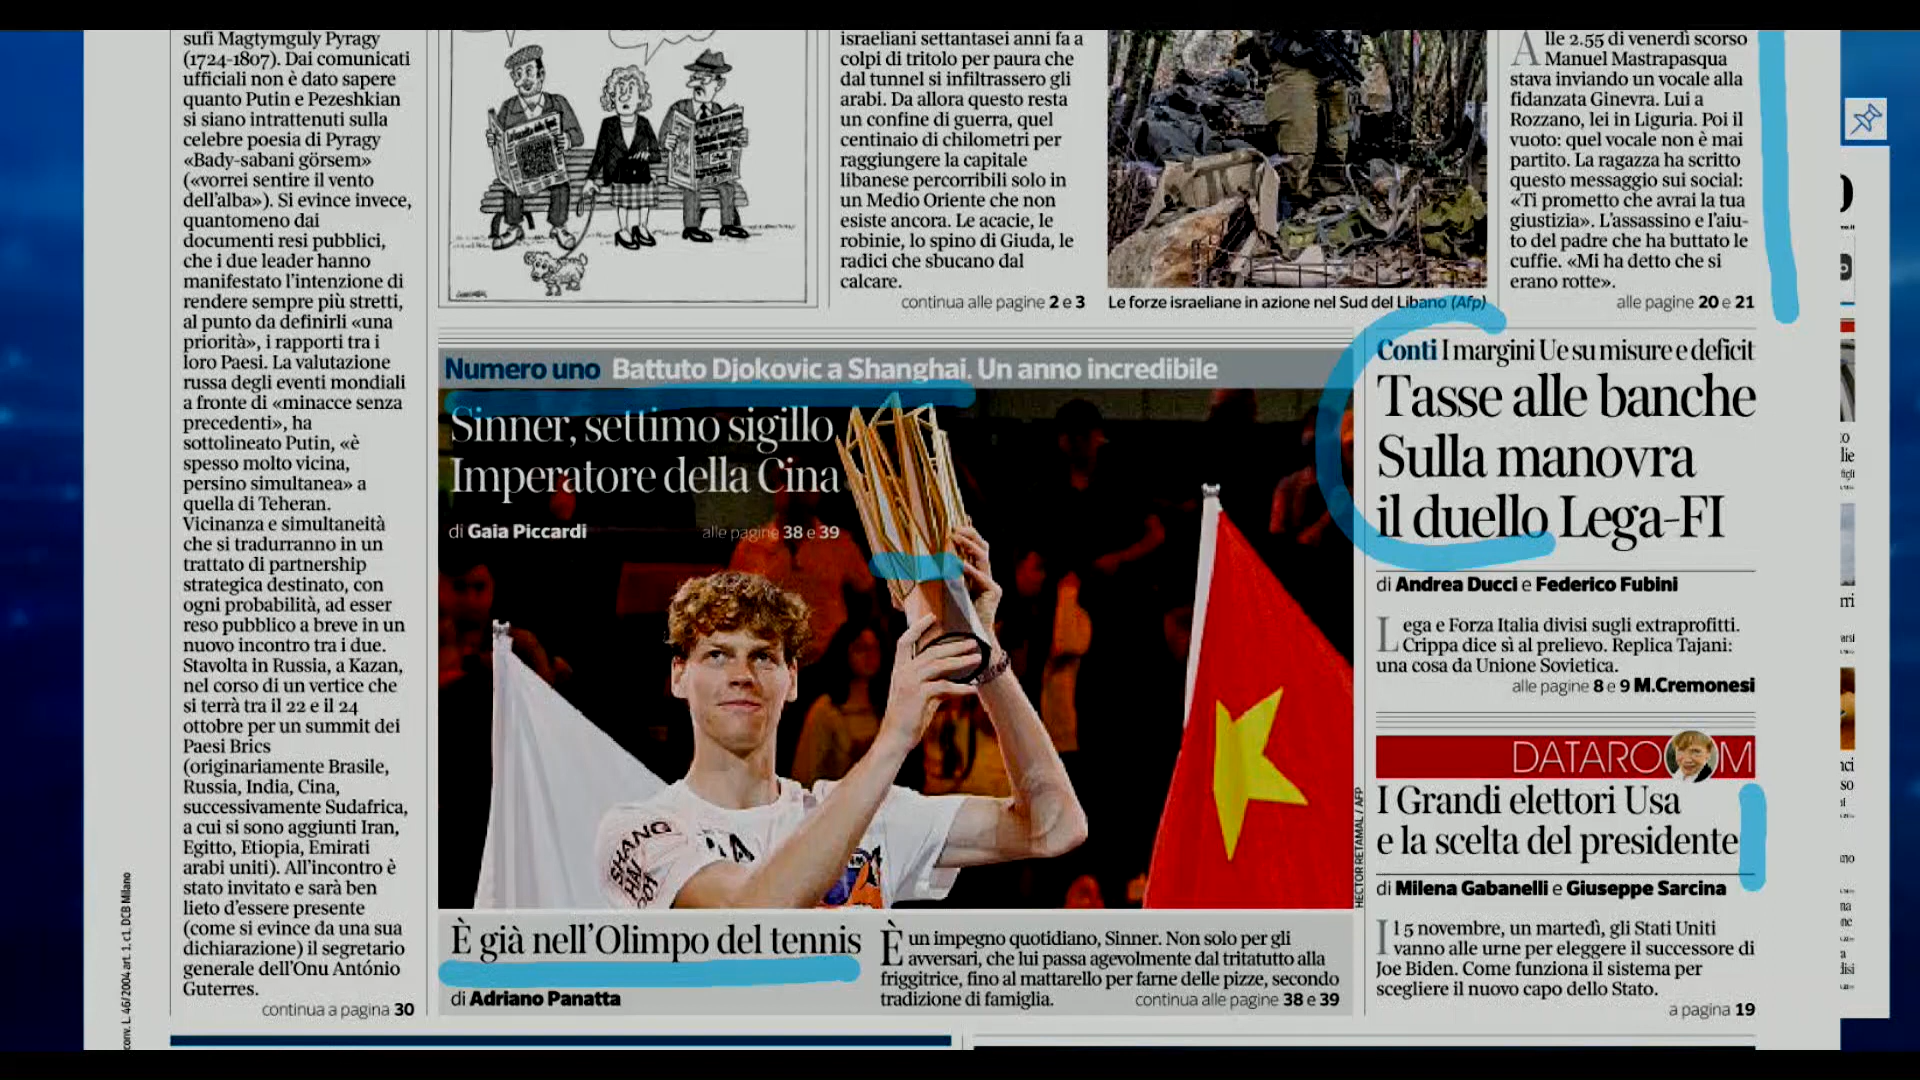 sufi Magtymguly Pyragy
(1724-1807). Dai comunicati
ufficiali non è dato sapere
quanto Putin e Pezeshkian
si siano intrattenuti sulla
celebre poesia di Pyragy
«Bady-sabani görsem»
(«vorrei sentire il vento
dell'alba»). Si evince invece,
quantomeno dai
documenti resi pubblici,
che i due leader hanno
manifestato l'intenzione di
rendere sempre più stretti,
al punto da definirli «una
priorità», i rapporti tra i
loro Paesi. La valutazione
russa degli eventi mondiali
a fronte di «minacce senza
precedenti», ha
sottolineato Putin, «è
spesso molto vicina,
persino simultanea» a
quella di Teheran.
Vicinanza e simultaneità
che si tradurranno in un
trattato di partnership
strategica destinato, con
ogni probabilità, ad esser
reso pubblico a breve in un
nuovo incontro tra i due.
Stavolta in Russia, a Kazan,
nel corso di un vertice che
si terrà tra il 22 e il 24
ottobre per un summit dei
Paesi Brics
(originariamente Brasile,
Russia, India, Cina,
successivamente Sudafrica,
a cui si sono aggiunti Iran,
Egitto, Etiopia, Emirati
arabi uniti). All'incontro è
stato invitato e sarà ben
lieto d'essere presente
(come si evince da una sua
dichiarazione) il segretario
generale dell'Onu António
Guterres.
continua a pagina 30
conv. L. 46/2004 art. 1, c1, DCB Milano
israeliani settantasei anni fa a
colpi di tritolo per paura che
dal tunnel si infiltrassero gli
arabi. Da allora questo resta
un confine di guerra, quel
centinaio di chilometri per
raggiungere la capitale
libanese percorribili solo in
un Medio Oriente che non
esiste ancora. Le acacie, le
robinie, lo spino di Giuda, le
radici che sbucano dal
calcare.
continua alle pagine 2 e 3
Le forze israeliane in azione nel Sud del Libano (Afp)
Alle 2.55 di venerdì scorso
Manuel Mastrapasqua
stava inviando un vocale alla
fidanzata Ginevra. Lui a
Rozzano, lei in Liguria. Poi il
vuoto: quel vocale non è mai
partito. La ragazza ha scritto
questo messaggio sui social:
«Ti prometto che avrai la tua
giustizia». L'assassino e l'aiu-
to del padre che ha buttato le
cuffie. «Mi ha detto che si
erano rotte».
alle pagine 20 e 21
Numero uno Battuto Djokovic a Shanghai. Un anno incredibile
Sinner, settimo sigillo
Imperatore della Cina
di Gaia Piccardi alle pagine 38 e 39
SHANG
HAI
HECTOR RETAMAL / AFP
È già nell'Olimpo del tennis
di Adriano Panatta
È un impegno quotidiano, Sinner. Non solo per gli
avversari, che lui passa agevolmente dal tritatutto alla
friggitrice, fino al mattarello per farne delle pizze, secondo
tradizione di famiglia. continua alle pagine 38 e 39
Conti I margini Ue su misure e deficit
Tasse alle banche
Sulla manovra
il duello Lega-FI
di Andrea Ducci e Federico Fubini
Lega e Forza Italia divisi sugli extraprofitti.
Crippa dice sì al prelievo. Replica Tajani:
una cosa da Unione Sovietica.
alle pagine 8 e 9 M.Cremonesi
DATAROOM
I Grandi elettori Usa
e la scelta del presidente
di Milena Gabanelli e Giuseppe Sarcina
Il 5 novembre, un martedì, gli Stati Uniti
vanno alle urne per eleggere il successore di
Joe Biden. Come funziona il sistema per
scegliere il nuovo capo dello Stato.
a pagina 19